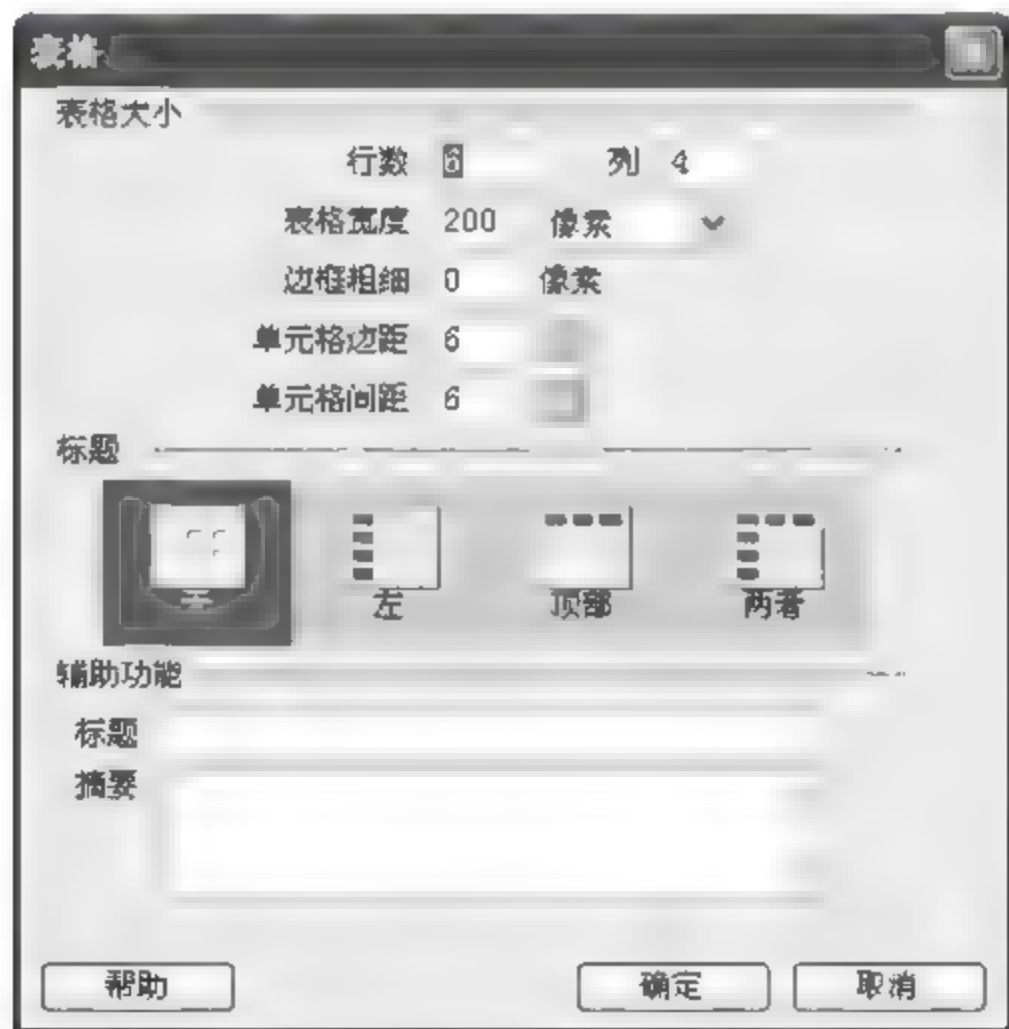 表格
表格大小
行数 6 列 4
表格宽度 200 像素
边框粗细 0 像素
单元格边距 6
单元格间距 6
标题
无 左 顶部 两者
辅助功能
标题
摘要
帮助 确定 取消